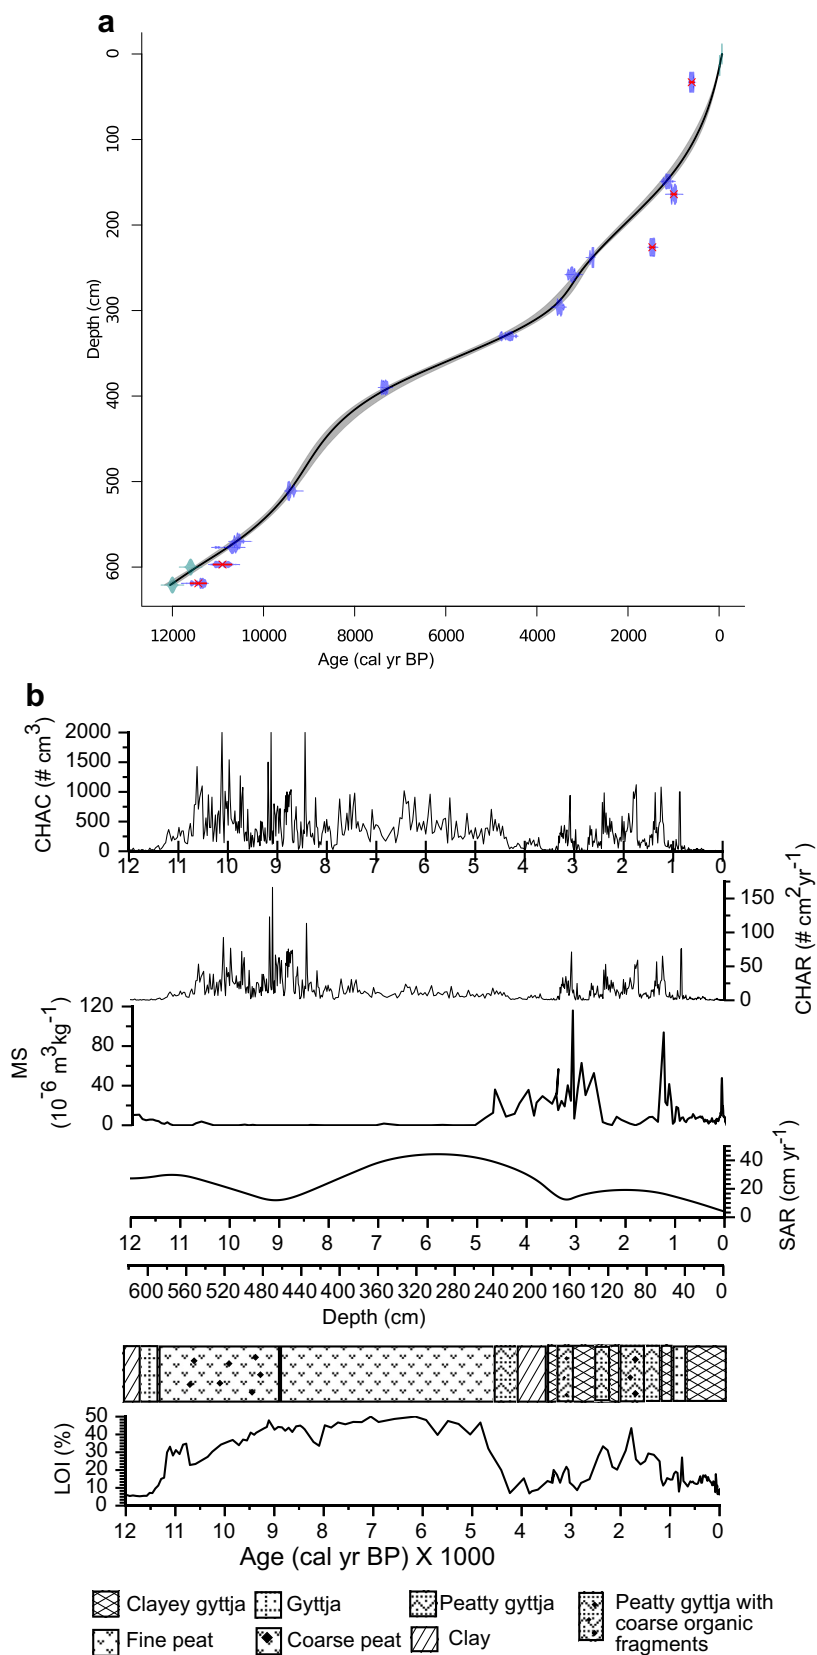 a
0
100
200
300
400
500
600
Depth (cm)
12000 10000 8000 6000 4000 2000 0
Age (cal yr BP)
b
CHAC (# cm3)
2000
1500
1000
500
0
12 11 10 9 8 7 6 5 4 3 2 1 0
CHAR (# cm2yr-1)
150
100
50
0
MS
(10-6 m3kg-1)
120
80
40
0
SAR (cm yr-1)
40
20
0
12 11 10 9 8 7 6 5 4 3 2 1 0
600 560 520 480 440 400 360 320 280 240 200 160 120 80 40 0
Depth (cm)
LOI (%)
50
40
30
20
10
0
12 11 10 9 8 7 6 5 4 3 2 1 0
Age (cal yr BP) X 1000
Clayey gyttja Gyttja Peatty gyttja Peatty gyttja with
coarse organic
fragments
Fine peat Coarse peat Clay